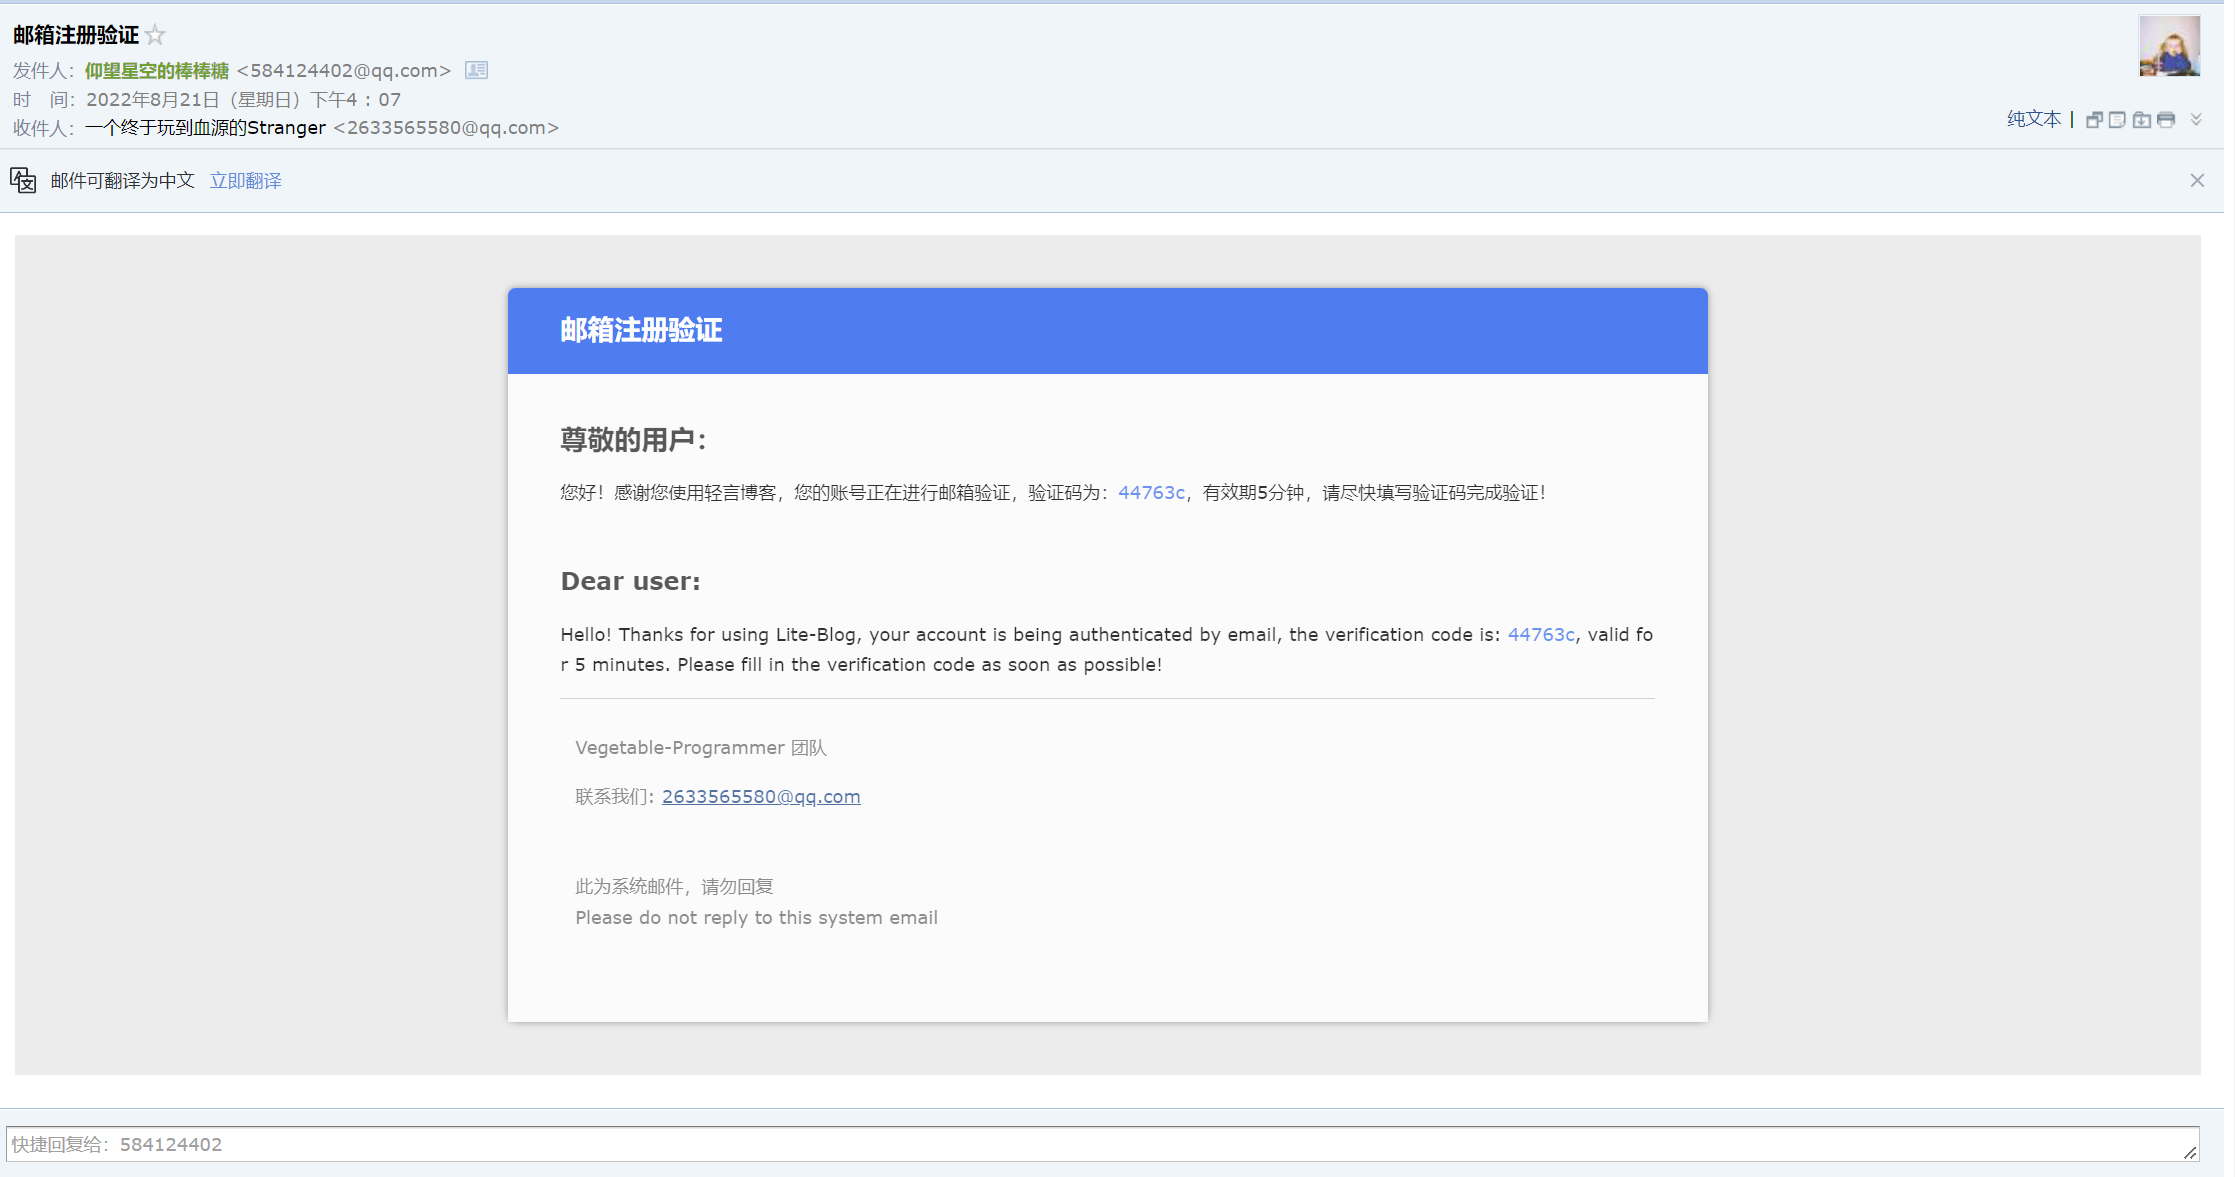 邮箱注册验证
发件人：仰望星空的棒棒糖 <584124402@qq.com>
时 间：2022年8月21日（星期日）下午4：07
收件人：一个终于玩到血源的Stranger <2633565580@qq.com>
纯文本 |
邮件可翻译为中文 立即翻译
邮箱注册验证
尊敬的用户：
您好！感谢您使用轻言博客，您的账号正在进行邮箱验证，验证码为：44763c，有效期5分钟，请尽快填写验证码完成验证！
Dear user:
Hello! Thanks for using Lite-Blog, your account is being authenticated by email, the verification code is: 44763c, valid fo
r 5 minutes. Please fill in the verification code as soon as possible!
Vegetable-Programmer 团队
联系我们：2633565580@qq.com
此为系统邮件，请勿回复
Please do not reply to this system email
快捷回复给：584124402